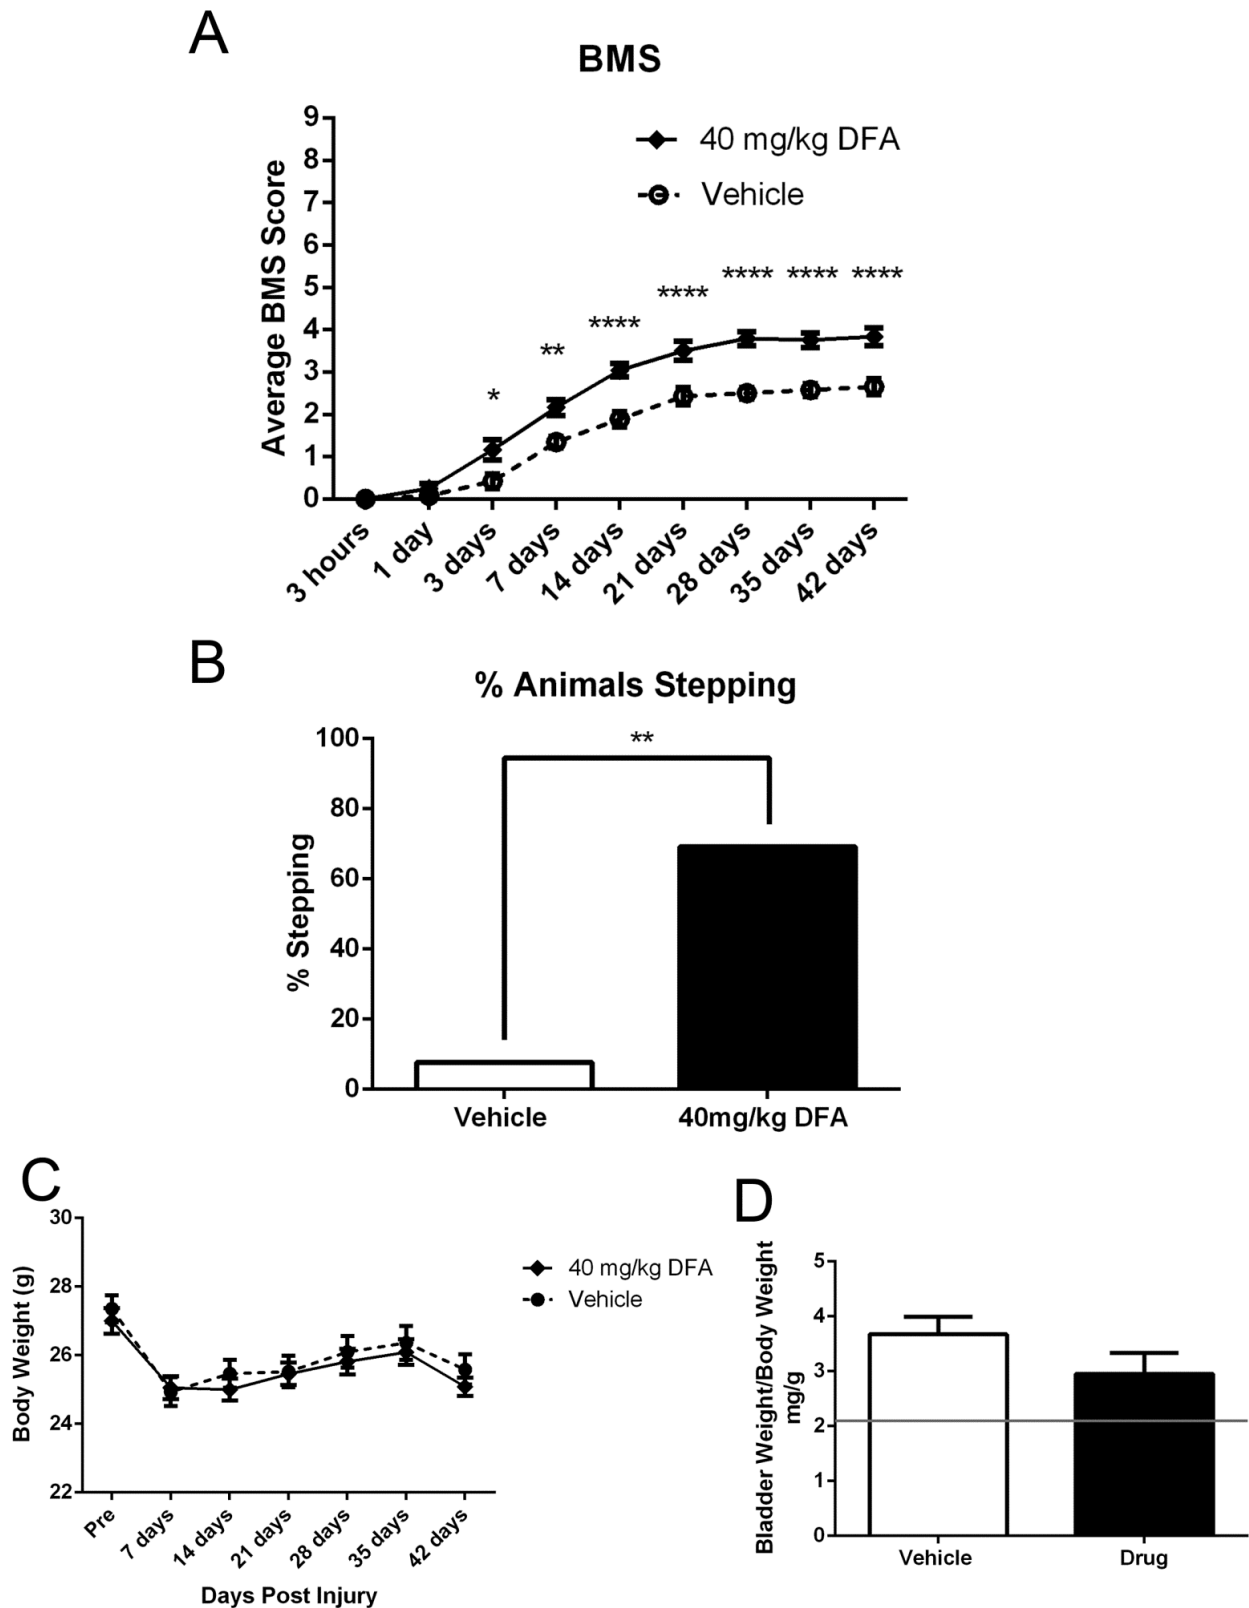 A
BMS
Average BMS Score
9
8
7
6
5
4
3
2
1
0
40 mg/kg DFA
Vehicle
*
**
****
****
****
****
****
3 hours
1 day
3 days
7 days
14 days
21 days
28 days
35 days
42 days
B
% Animals Stepping
% Stepping
100
80
60
40
20
0
**
Vehicle
40mg/kg DFA
C
Body Weight (g)
30
28
26
24
22
40 mg/kg DFA
Vehicle
Pre
7 days
14 days
21 days
28 days
35 days
42 days
Days Post Injury
D
Bladder Weight/Body Weight
mg/g
5
4
3
2
1
0
Vehicle
Drug